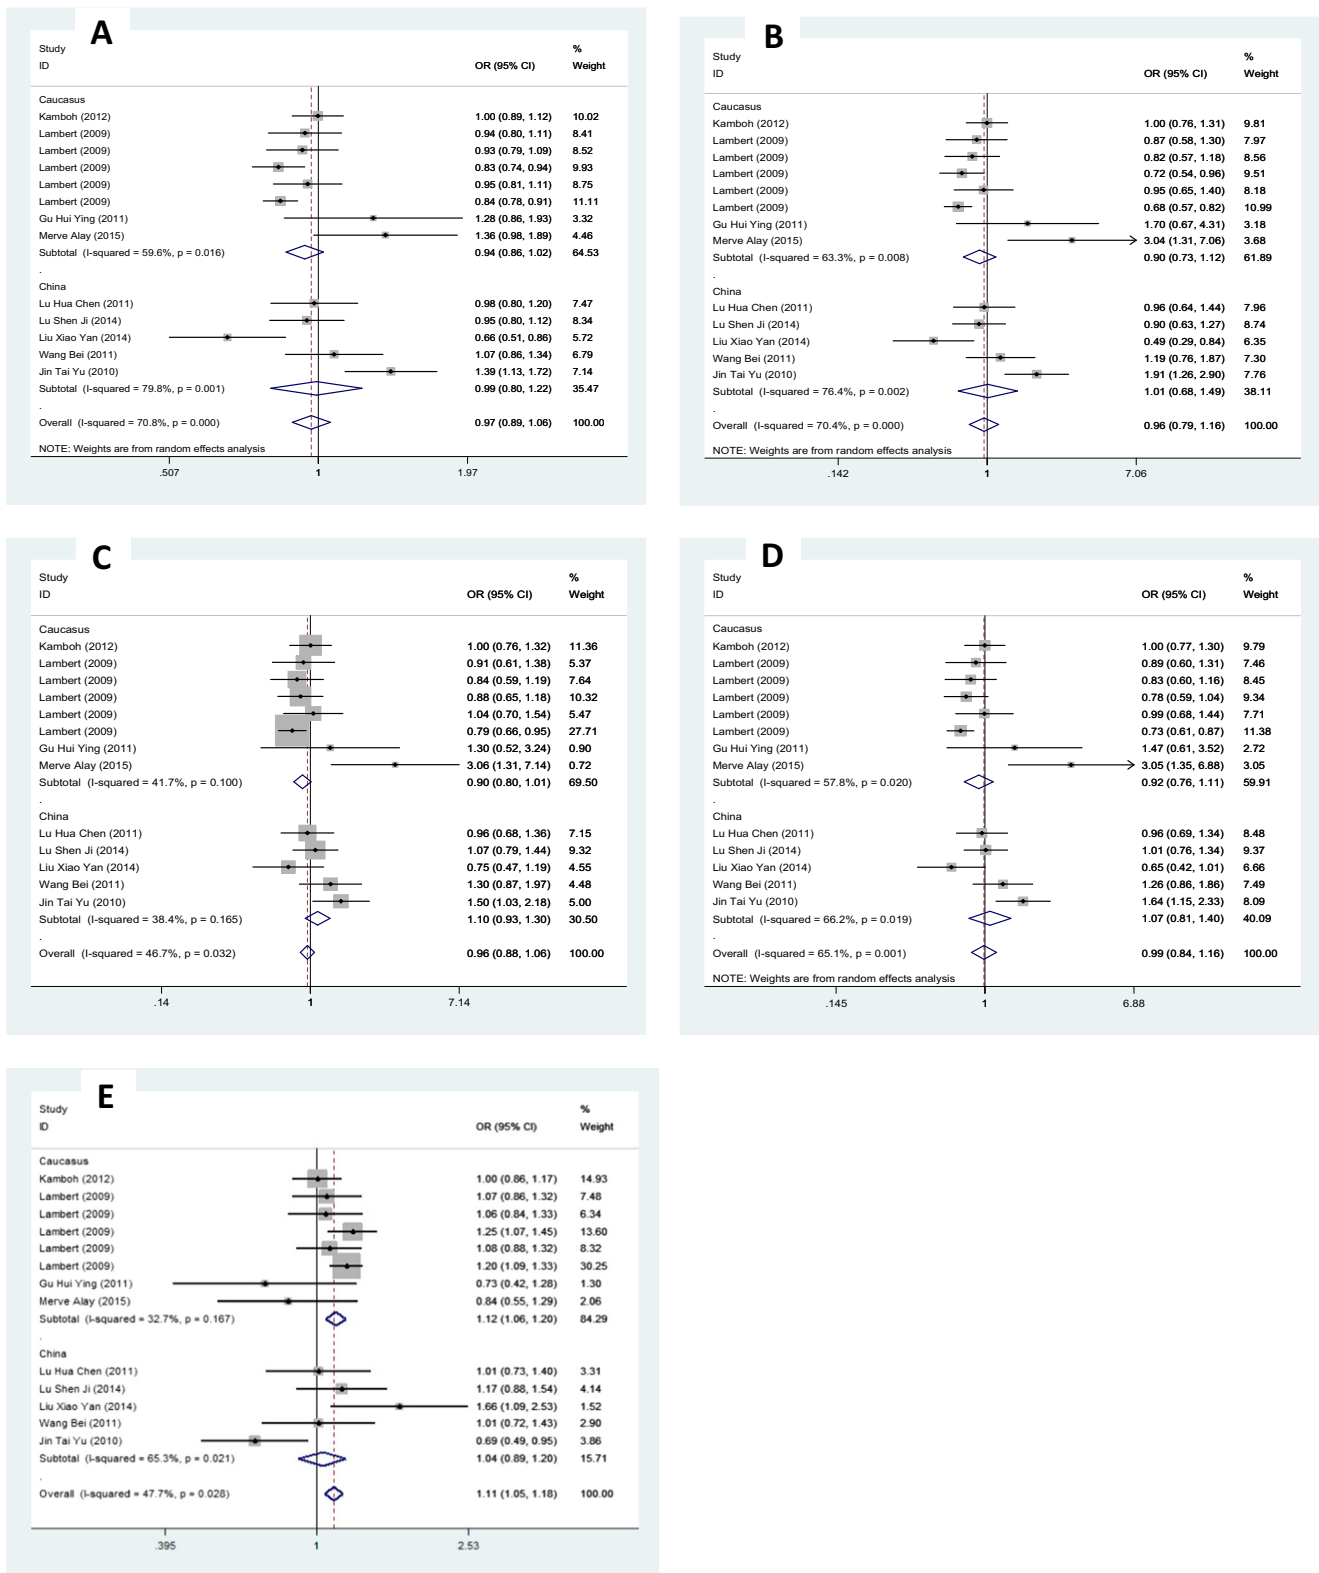 A
Study %
ID OR (95% CI) Weight
Caucasus
Kamboh (2012) 1.00 (0.89, 1.12) 10.02
Lambert (2009) 0.94 (0.80, 1.11) 8.41
Lambert (2009) 0.93 (0.79, 1.09) 8.52
Lambert (2009) 0.83 (0.74, 0.94) 9.93
Lambert (2009) 0.95 (0.81, 1.11) 8.75
Lambert (2009) 0.84 (0.78, 0.91) 11.11
Gu Hui Ying (2011) 1.28 (0.86, 1.93) 3.32
Merve Alay (2015) 1.36 (0.98, 1.89) 4.46
Subtotal (I-squared = 59.6%, p = 0.016) 0.94 (0.86, 1.02) 64.53
.
China
Lu Hua Chen (2011) 0.98 (0.80, 1.20) 7.47
Lu Shen Ji (2014) 0.95 (0.80, 1.12) 8.34
Liu Xiao Yan (2014) 0.66 (0.51, 0.86) 5.72
Wang Bei (2011) 1.07 (0.86, 1.34) 6.79
Jin Tai Yu (2010) 1.39 (1.13, 1.72) 7.14
Subtotal (I-squared = 79.8%, p = 0.001) 0.99 (0.80, 1.22) 35.47
.
Overall (I-squared = 70.8%, p = 0.000) 0.97 (0.89, 1.06) 100.00
NOTE: Weights are from random effects analysis
.507 1 1.97
B
Study %
ID OR (95% CI) Weight
Caucasus
Kamboh (2012) 1.00 (0.76, 1.31) 9.81
Lambert (2009) 0.87 (0.58, 1.30) 7.97
Lambert (2009) 0.82 (0.57, 1.18) 8.56
Lambert (2009) 0.72 (0.54, 0.96) 9.51
Lambert (2009) 0.95 (0.65, 1.40) 8.18
Lambert (2009) 0.68 (0.57, 0.82) 10.99
Gu Hui Ying (2011) 1.70 (0.67, 4.31) 3.18
Merve Alay (2015) 3.04 (1.31, 7.06) 3.68
Subtotal (I-squared = 63.3%, p = 0.008) 0.90 (0.73, 1.12) 61.89
.
China
Lu Hua Chen (2011) 0.96 (0.64, 1.44) 7.96
Lu Shen Ji (2014) 0.90 (0.63, 1.27) 8.74
Liu Xiao Yan (2014) 0.49 (0.29, 0.84) 6.35
Wang Bei (2011) 1.19 (0.76, 1.87) 7.30
Jin Tai Yu (2010) 1.91 (1.26, 2.90) 7.76
Subtotal (I-squared = 76.4%, p = 0.002) 1.01 (0.68, 1.49) 38.11
.
Overall (I-squared = 70.4%, p = 0.000) 0.96 (0.79, 1.16) 100.00
NOTE: Weights are from random effects analysis
.142 1 7.06
C
Study %
ID OR (95% CI) Weight
Caucasus
Kamboh (2012) 1.00 (0.76, 1.32) 11.36
Lambert (2009) 0.91 (0.61, 1.38) 5.37
Lambert (2009) 0.84 (0.59, 1.19) 7.64
Lambert (2009) 0.88 (0.65, 1.18) 10.32
Lambert (2009) 1.04 (0.70, 1.54) 5.47
Lambert (2009) 0.79 (0.66, 0.95) 27.71
Gu Hui Ying (2011) 1.30 (0.52, 3.24) 0.90
Merve Alay (2015) 3.06 (1.31, 7.14) 0.72
Subtotal (I-squared = 41.7%, p = 0.100) 0.90 (0.80, 1.01) 69.50
.
China
Lu Hua Chen (2011) 0.96 (0.68, 1.36) 7.15
Lu Shen Ji (2014) 1.07 (0.79, 1.44) 9.32
Liu Xiao Yan (2014) 0.75 (0.47, 1.19) 4.55
Wang Bei (2011) 1.30 (0.87, 1.97) 4.48
Jin Tai Yu (2010) 1.50 (1.03, 2.18) 5.00
Subtotal (I-squared = 38.4%, p = 0.165) 1.10 (0.93, 1.30) 30.50
.
Overall (I-squared = 46.7%, p = 0.032) 0.96 (0.88, 1.06) 100.00
.14 1 7.14
D
Study %
ID OR (95% CI) Weight
Caucasus
Kamboh (2012) 1.00 (0.77, 1.30) 9.79
Lambert (2009) 0.89 (0.60, 1.31) 7.46
Lambert (2009) 0.83 (0.60, 1.16) 8.45
Lambert (2009) 0.78 (0.59, 1.04) 9.34
Lambert (2009) 0.99 (0.68, 1.44) 7.71
Lambert (2009) 0.73 (0.61, 0.87) 11.38
Gu Hui Ying (2011) 1.47 (0.61, 3.52) 2.72
Merve Alay (2015) 3.05 (1.35, 6.88) 3.05
Subtotal (I-squared = 57.8%, p = 0.020) 0.92 (0.76, 1.11) 59.91
.
China
Lu Hua Chen (2011) 0.96 (0.69, 1.34) 8.48
Lu Shen Ji (2014) 1.01 (0.76, 1.34) 9.37
Liu Xiao Yan (2014) 0.65 (0.42, 1.01) 6.66
Wang Bei (2011) 1.26 (0.86, 1.86) 7.49
Jin Tai Yu (2010) 1.64 (1.15, 2.33) 8.09
Subtotal (I-squared = 66.2%, p = 0.019) 1.07 (0.81, 1.40) 40.09
.
Overall (I-squared = 65.1%, p = 0.001) 0.99 (0.84, 1.16) 100.00
NOTE: Weights are from random effects analysis
.145 1 6.88
E
Study %
ID OR (95% CI) Weight
Caucasus
Kamboh (2012) 1.00 (0.86, 1.17) 14.93
Lambert (2009) 1.07 (0.86, 1.32) 7.48
Lambert (2009) 1.06 (0.84, 1.33) 6.34
Lambert (2009) 1.25 (1.07, 1.45) 13.60
Lambert (2009) 1.08 (0.88, 1.32) 8.32
Lambert (2009) 1.20 (1.09, 1.33) 30.25
Gu Hui Ying (2011) 0.73 (0.42, 1.28) 1.30
Merve Alay (2015) 0.84 (0.55, 1.29) 2.06
Subtotal (I-squared = 32.7%, p = 0.167) 1.12 (1.06, 1.20) 84.29
.
China
Lu Hua Chen (2011) 1.01 (0.73, 1.40) 3.31
Lu Shen Ji (2014) 1.17 (0.88, 1.54) 4.14
Liu Xiao Yan (2014) 1.66 (1.09, 2.53) 1.52
Wang Bei (2011) 1.01 (0.72, 1.43) 2.90
Jin Tai Yu (2010) 0.69 (0.49, 0.95) 3.86
Subtotal (I-squared = 65.3%, p = 0.021) 1.04 (0.89, 1.20) 15.71
.
Overall (I-squared = 47.7%, p = 0.028) 1.11 (1.05, 1.18) 100.00
.395 1 2.53